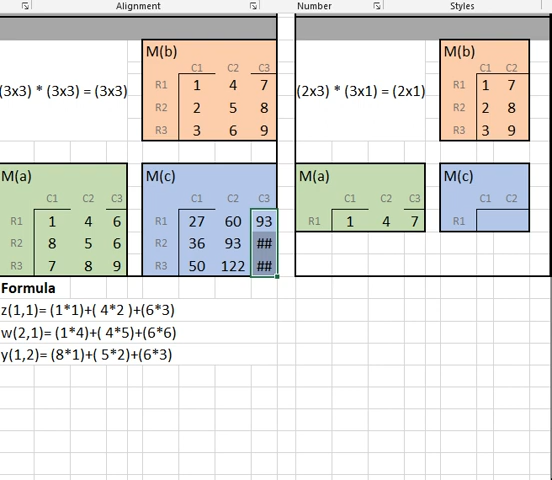 Alignment Number Styles
M(b) M(b)
C1 C2 C3 C1 C2
(3x3) * (3x3) = (3x3) R1 1 4 7 (2x3) * (3x1) = (2x1) R1 1 7
R2 2 5 8 R2 2 8
R3 3 6 9 R3 3 9
M(a) M(c) M(a) M(c)
C1 C2 C3 C1 C2 C3 C1 C2 C3 C1 C2
R1 1 4 6 R1 27 60 93 R1 1 4 7 R1
R2 8 5 6 R2 36 93 ##
R3 7 8 9 R3 50 122 ##
Formula
z(1,1)= (1*1)+( 4*2 )+(6*3)
w(2,1)= (1*4)+( 4*5)+(6*6)
y(1,2)= (8*1)+( 5*2)+(6*3)